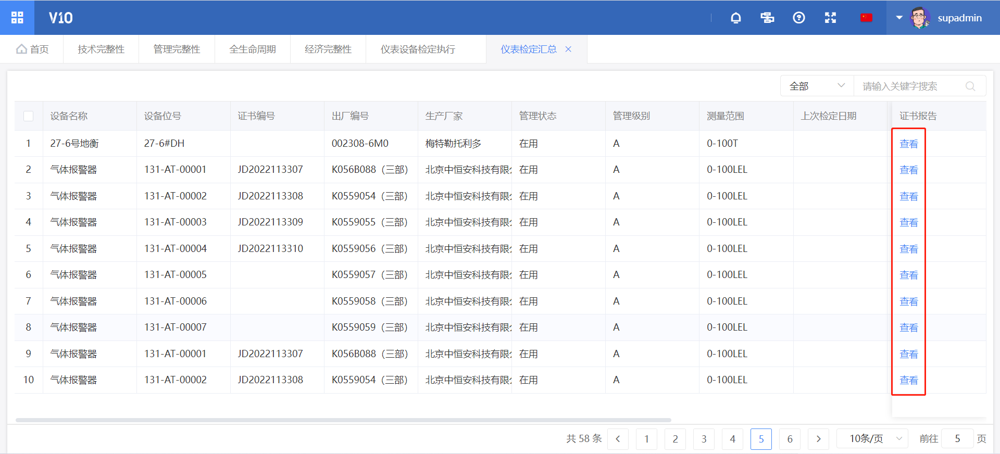 V10 supadmin
首页 技术完整性 管理完整性 全生命周期 经济完整性 仪表设备检定执行 仪表检定汇总
全部 请输入关键字搜索
设备名称 设备位号 证书编号 出厂编号 生产厂家 管理状态 管理级别 测量范围 上次检定日期 证书报告
1 27-6号地衡 27-6#DH 002308-6M0 梅特勒托利多 在用 A 0-100T 查看
2 气体报警器 131-AT-00001 JD2022113307 K056B088（三部） 北京中恒安科技有限 在用 A 0-100LEL 查看
3 气体报警器 131-AT-00002 JD2022113308 K0559054（三部） 北京中恒安科技有限 在用 A 0-100LEL 查看
4 气体报警器 131-AT-00003 JD2022113309 K0559055（三部） 北京中恒安科技有限 在用 A 0-100LEL 查看
5 气体报警器 131-AT-00004 JD2022113310 K0559056（三部） 北京中恒安科技有限 在用 A 0-100LEL 查看
6 气体报警器 131-AT-00005 K0559057（三部） 北京中恒安科技有限 在用 A 0-100LEL 查看
7 气体报警器 131-AT-00006 K0559058（三部） 北京中恒安科技有限 在用 A 0-100LEL 查看
8 气体报警器 131-AT-00007 K0559059（三部） 北京中恒安科技有限 在用 A 0-100LEL 查看
9 气体报警器 131-AT-00001 JD2022113307 K056B088（三部） 北京中恒安科技有限 在用 A 0-100LEL 查看
10 气体报警器 131-AT-00002 JD2022113308 K0559054（三部） 北京中恒安科技有限 在用 A 0-100LEL 查看
共 58 条 1 2 3 4 5 6 10条/页 前往 5 页